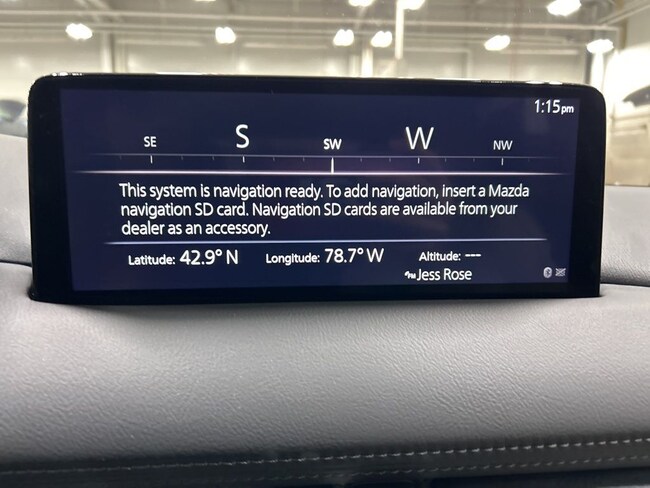 1:15pm
SE S SW W NW
This system is navigation ready. To add navigation, insert a Mazda
navigation SD card. Navigation SD cards are available from your
dealer as an accessory.
Latitude: 42.9° N Longitude: 78.7° W Altitude: ---
Jess Rose